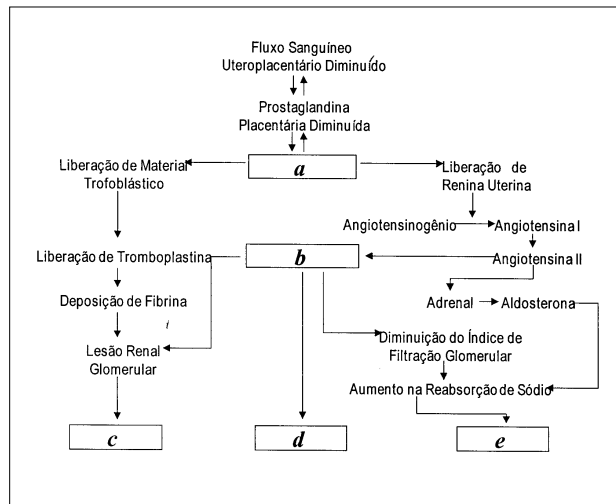 Fluxo Sanguíneo
Uteroplacentário Diminuído
Prostaglandina
Placentária Diminuída
Liberação de Material
Trofoblástico
a
Liberação de
Renina Uterina
Angiotensinogênio
Angiotensina I
Liberação de Tromboplastina
b
Angiotensina II
Deposição de Fibrina
Adrenal
Aldosterona
Lesão Renal
Glomerular
Diminuição do Índice de
Filtração Glomerular
Aumento na Reabsorção de Sódio
c
d
e